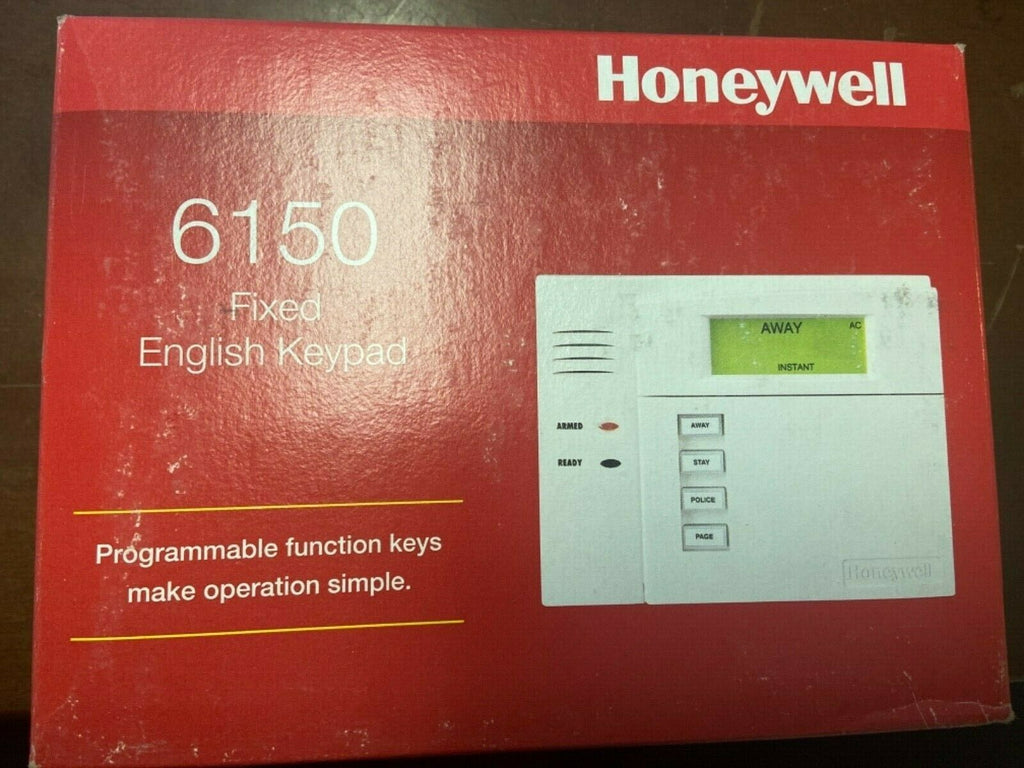 Honeywell
6150
Fixed
English Keypad
Programmable function keys
make operation simple.
AWAY AC
INSTANT
ARMED
READY
AWAY
STAY
POLICE
PAGE
Honeywell